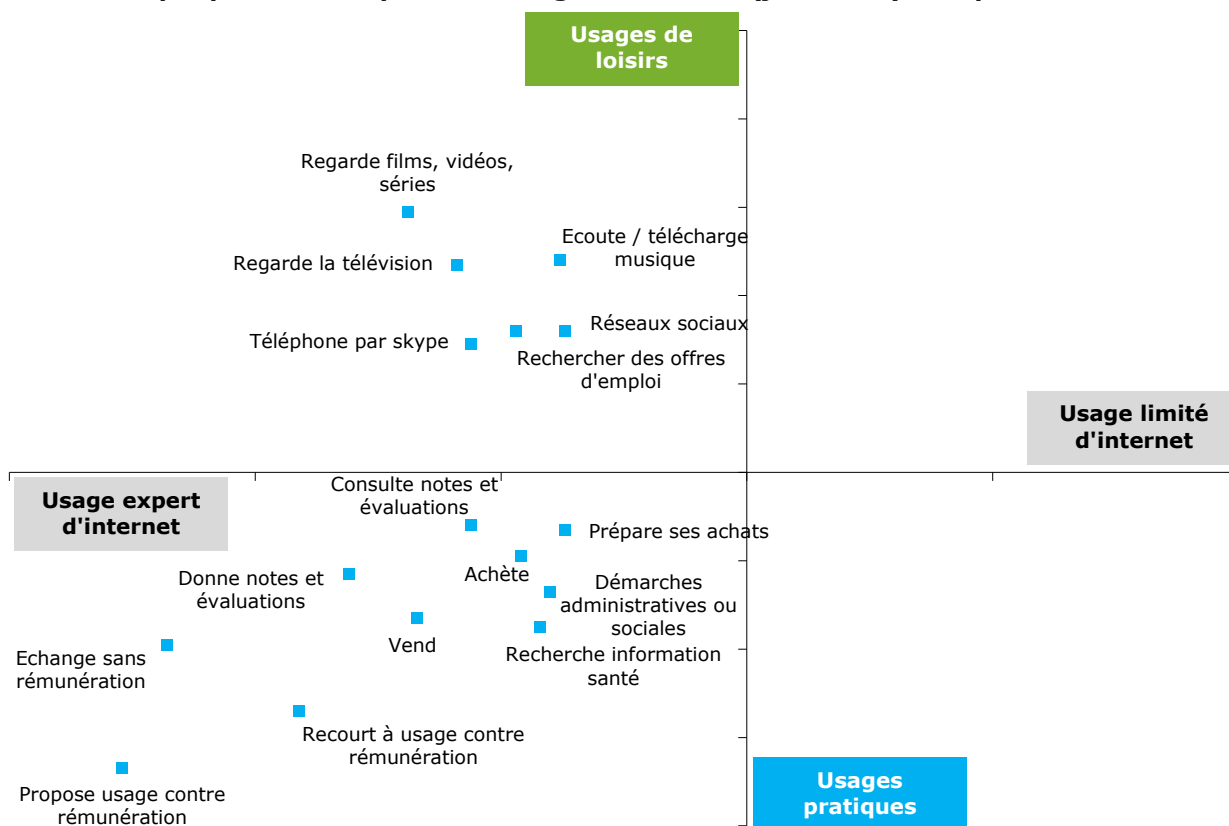 Usages de
loisirs
Regarde films, vidéos,
séries
Ecoute / télécharge
musique
Regarde la télévision
Réseaux sociaux
Téléphone par skype
Rechercher des offres
d'emploi
Usage limité
d'internet
Usage expert
d'internet
Consulte notes et
évaluations
Prépare ses achats
Achète
Donne notes et
évaluations
Démarches
administratives ou
sociales
Vend
Recherche information
santé
Echange sans
rémunération
Recourt à usage contre
rémunération
Propose usage contre
rémunération
Usages
pratiques